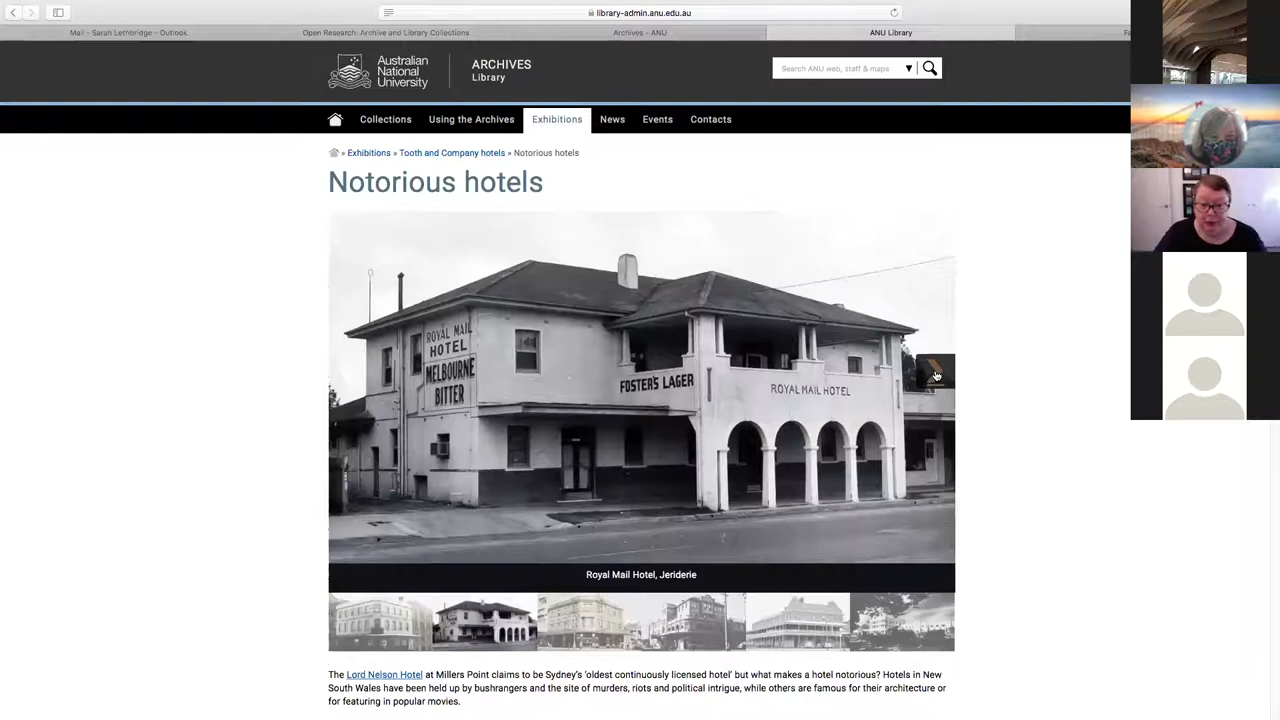 library-admin.anu.edu.au
Mail - Sarah Lethbridge - Outlook
Open Research: Archive and Library Collections
Archives - ANU
ANU Library
Fe
Australian
National
University
ARCHIVES
Library
Search ANU web, staff & maps
Collections
Using the Archives
Exhibitions
News
Events
Contacts
» Exhibitions » Tooth and Company hotels » Notorious hotels
Notorious hotels
ROYAL MAIL
HOTEL
MELBOURNE
BITTER
FOSTER'S LAGER
ROYAL MAIL HOTEL
Royal Mail Hotel, Jeriderie
The Lord Nelson Hotel at Millers Point claims to be Sydney's 'oldest continuously licensed hotel' but what makes a hotel notorious? Hotels in New
South Wales have been held up by bushrangers and the site of murders, riots and political intrigue, while others are famous for their architecture or
for featuring in popular movies.